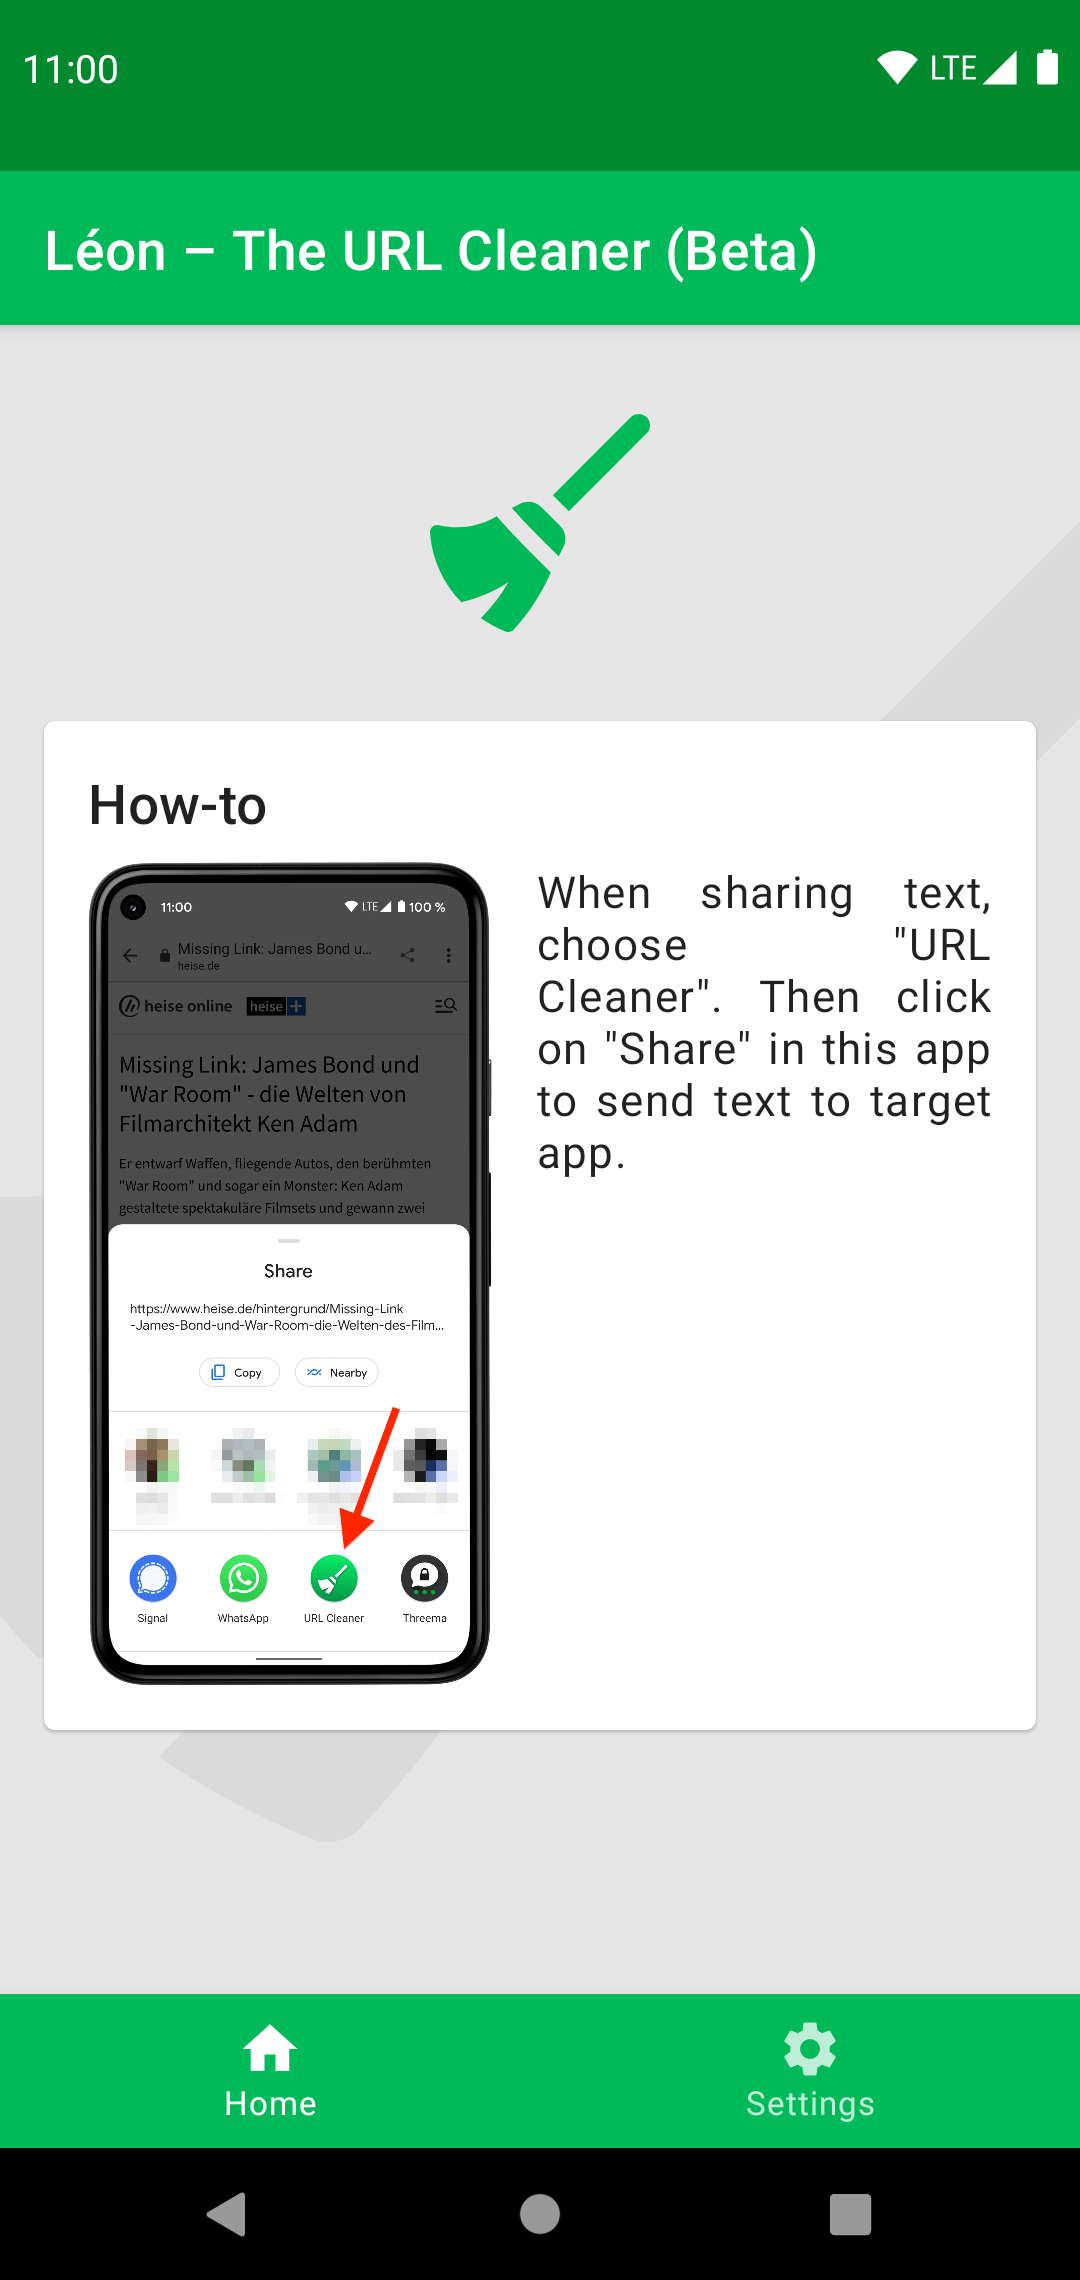 11:00
LTE
Léon – The URL Cleaner (Beta)
How-to
11:00
LTE
100 %
Missing Link: James Bond u...
heise.de
heise online
heise+
Missing Link: James Bond und
"War Room" - die Welten von
Filmarchitekt Ken Adam
Er entwarf Waffen, fliegende Autos, den berühmten
"War Room" und sogar ein Monster: Ken Adam
gestaltete spektakuläre Filmsets und gewann zwei
Share
https://www.heise.de/hintergrund/Missing-Link
-James-Bond-und-War-Room-die-Welten-des-Film...
Copy
Nearby
Signal
WhatsApp
URL Cleaner
Threema
When sharing text,
choose "URL
Cleaner". Then click
on "Share" in this app
to send text to target
app.
Home
Settings